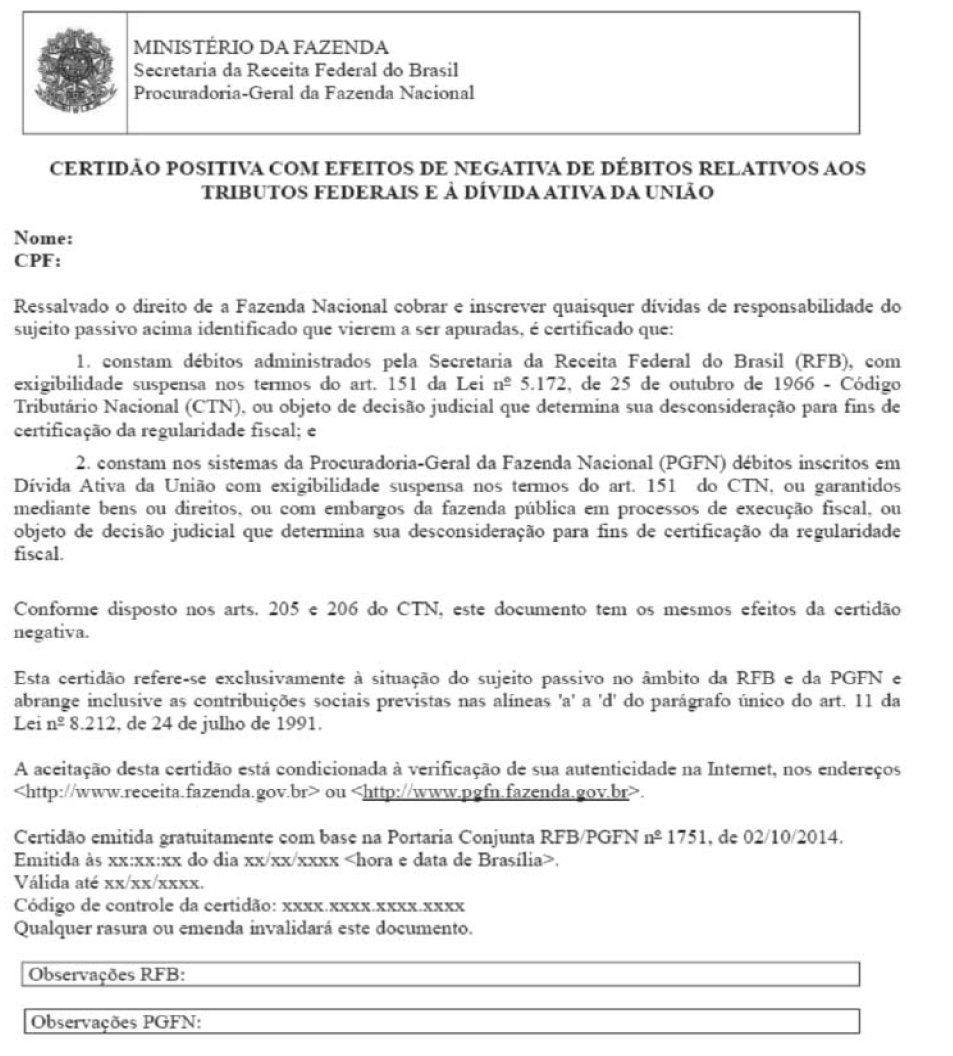 MINISTÉRIO DA FAZENDA
Secretaria da Receita Federal do Brasil
Procuradoria-Geral da Fazenda Nacional
CERTIDÃO POSITIVA COM EFEITOS DE NEGATIVA DE DÉBITOS RELATIVOS AOS
TRIBUTOS FEDERAIS E À DÍVIDA ATIVA DA UNIÃO
Nome:
CPF:
Ressalvado o direito de a Fazenda Nacional cobrar e inscrever quaisquer dívidas de responsabilidade do
sujeito passivo acima identificado que vierem a ser apuradas, é certificado que:
1. constam débitos administrados pela Secretaria da Receita Federal do Brasil (RFB), com
exigibilidade suspensa nos termos do art. 151 da Lei nº 5.172, de 25 de outubro de 1966 - Código
Tributário Nacional (CTN), ou objeto de decisão judicial que determina sua desconsideração para fins de
certificação da regularidade fiscal; e
2. constam nos sistemas da Procuradoria-Geral da Fazenda Nacional (PGFN) débitos inscritos em
Dívida Ativa da União com exigibilidade suspensa nos termos do art. 151 do CTN, ou garantidos
mediante bens ou direitos, ou com embargos da fazenda pública em processos de execução fiscal, ou
objeto de decisão judicial que determina sua desconsideração para fins de certificação da regularidade
fiscal.
Conforme disposto nos arts. 205 e 206 do CTN, este documento tem os mesmos efeitos da certidão
negativa.
Esta certidão refere-se exclusivamente à situação do sujeito passivo no âmbito da RFB e da PGFN e
abrange inclusive as contribuições sociais previstas nas alíneas 'a' a 'd' do parágrafo único do art. 11 da
Lei nº 8.212, de 24 de julho de 1991.
A aceitação desta certidão está condicionada à verificação de sua autenticidade na Internet, nos endereços
<http://www.receita.fazenda.gov.br> ou <http://www.pgfn.fazenda.gov.br>.
Certidão emitida gratuitamente com base na Portaria Conjunta RFB/PGFN nº 1751, de 02/10/2014.
Emitida às xx:xx:xx do dia xx/xx/xxxx <hora e data de Brasília>.
Válida até xx/xx/xxxx.
Código de controle da certidão: xxxx.xxxx.xxxx.xxxx
Qualquer rasura ou emenda invalidará este documento.
Observações RFB:
Observações PGFN: